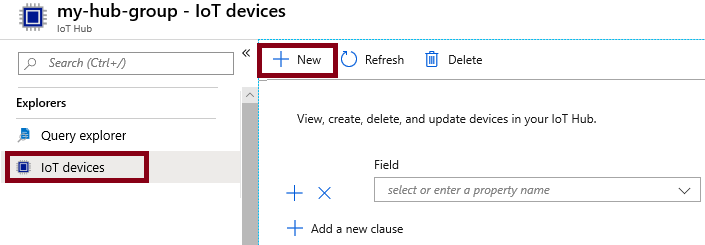 my-hub-group - IoT devices
IoT Hub
Search (Ctrl+/)
«
New
Refresh
Delete
Explorers
Query explorer
IoT devices
View, create, delete, and update devices in your IoT Hub.
Field
select or enter a property name
Add a new clause